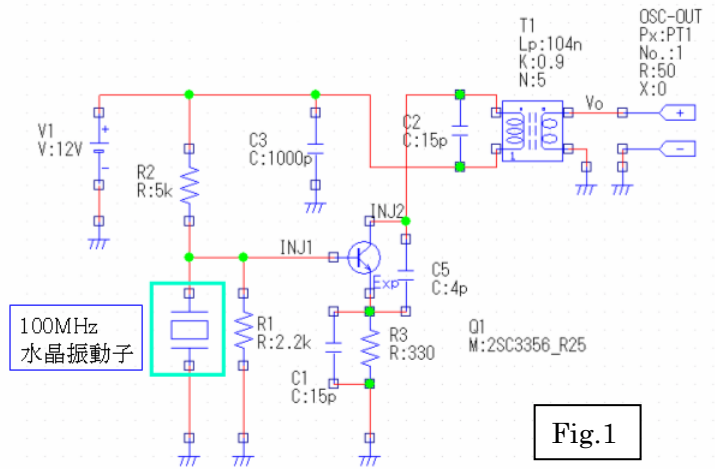 T1
Lp:104n
K:0.9
N:5
OSC-OUT
Px:PT1
No.:1
R:50
X:0
Vo
+
−
V1
V:12V
+
−
R2
R:5k
C3
C:1000p
C2
C:15p
1
INJ1
INJ2
Exp
C5
C:4p
100MHz
水晶振動子
R1
R:2.2k
C1
C:15p
R3
R:330
Q1
M:2SC3356_R25
Fig.1